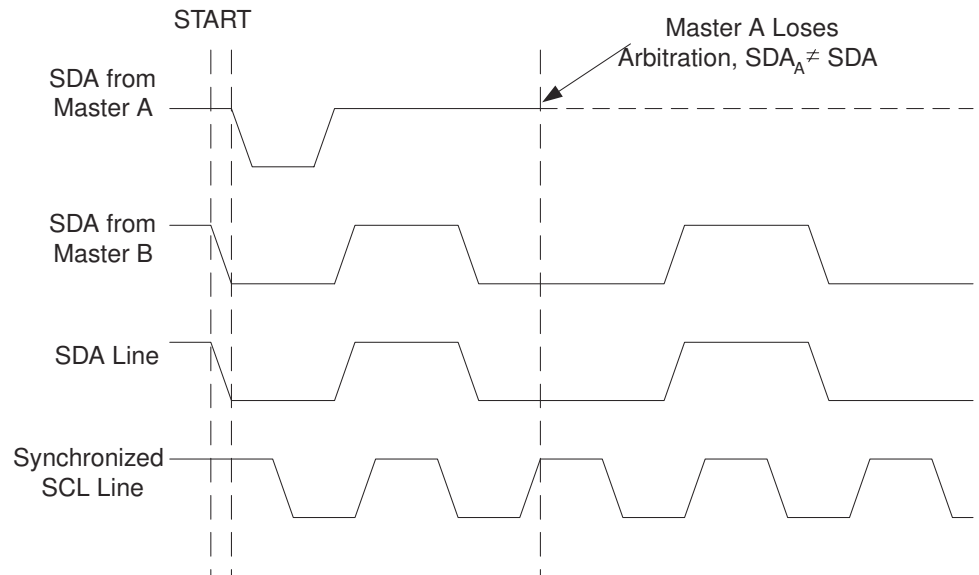 START
Master A Loses
Arbitration, SDA_A ≠ SDA
SDA from
Master A
SDA from
Master B
SDA Line
Synchronized
SCL Line